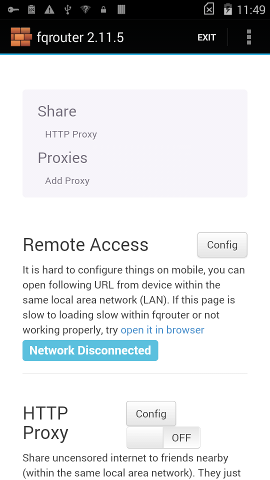 11:49
fqrouter 2.11.5
EXIT
Share
HTTP Proxy
Proxies
Add Proxy
Remote Access
Config
It is hard to configure things on mobile, you can
open following URL from device within the
same local area network (LAN). If this page is
slow to loading slow within fqrouter or not
working properly, try open it in browser
Network Disconnected
HTTP
Proxy
Config
OFF
Share uncensored internet to friends nearby
(within the same local area network). They just